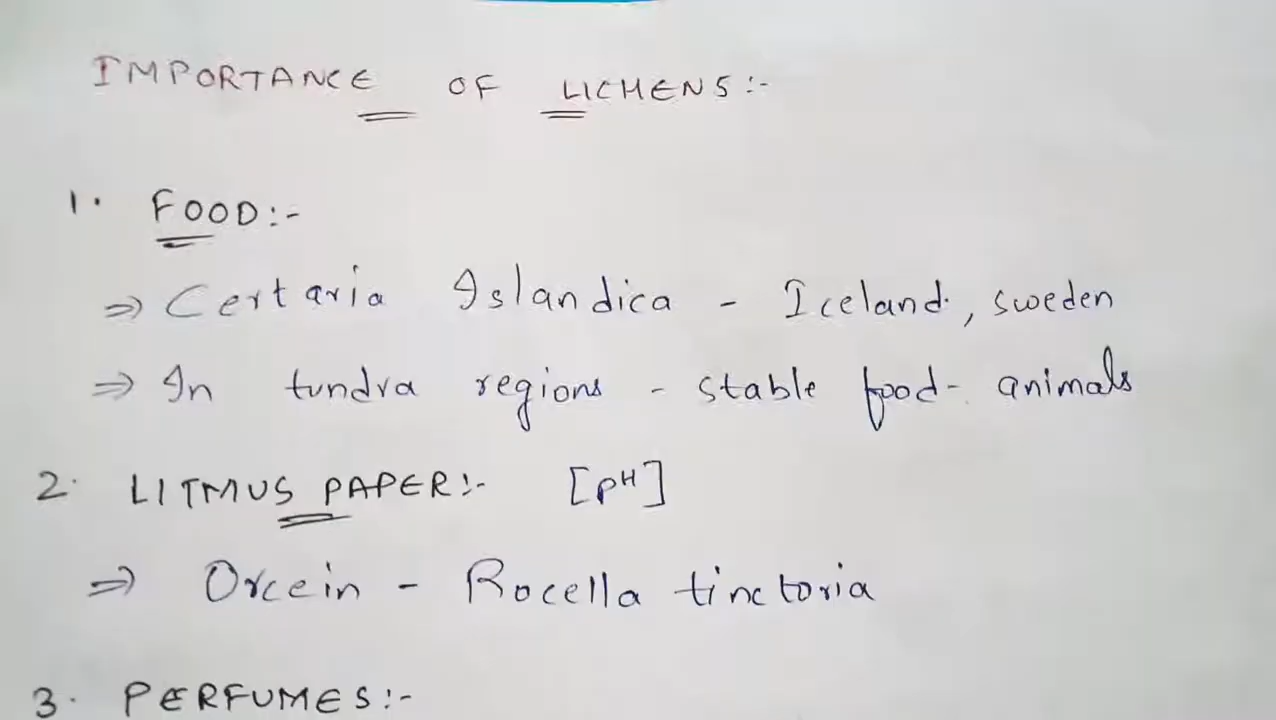 IMPORTANCE OF LICHENS:-
1. FOOD:-
⇒ Certaria Islandica - Iceland, sweden
⇒ In tundra regions - stable food - animals
2. LITMUS PAPER:- [pH]
⇒ Orcein - Rocella tinctoria
3. PERFUMES:-